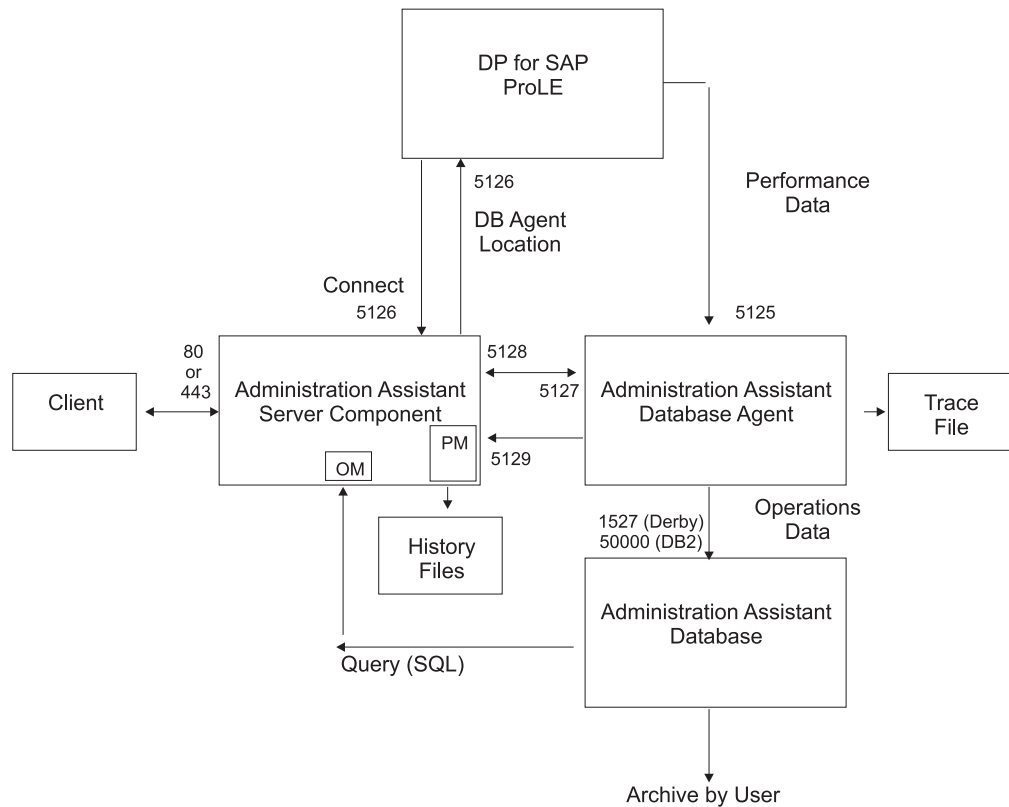 DP for SAP
ProLE
5126
DB Agent
Location
Performance
Data
Connect
5126
5125
80
or
443
Client
Administration Assistant
Server Component
PM
OM
5128
5127
5129
Administration Assistant
Database Agent
Trace
File
History
Files
1527 (Derby)
50000 (DB2)
Operations
Data
Administration Assistant
Database
Query (SQL)
Archive by User